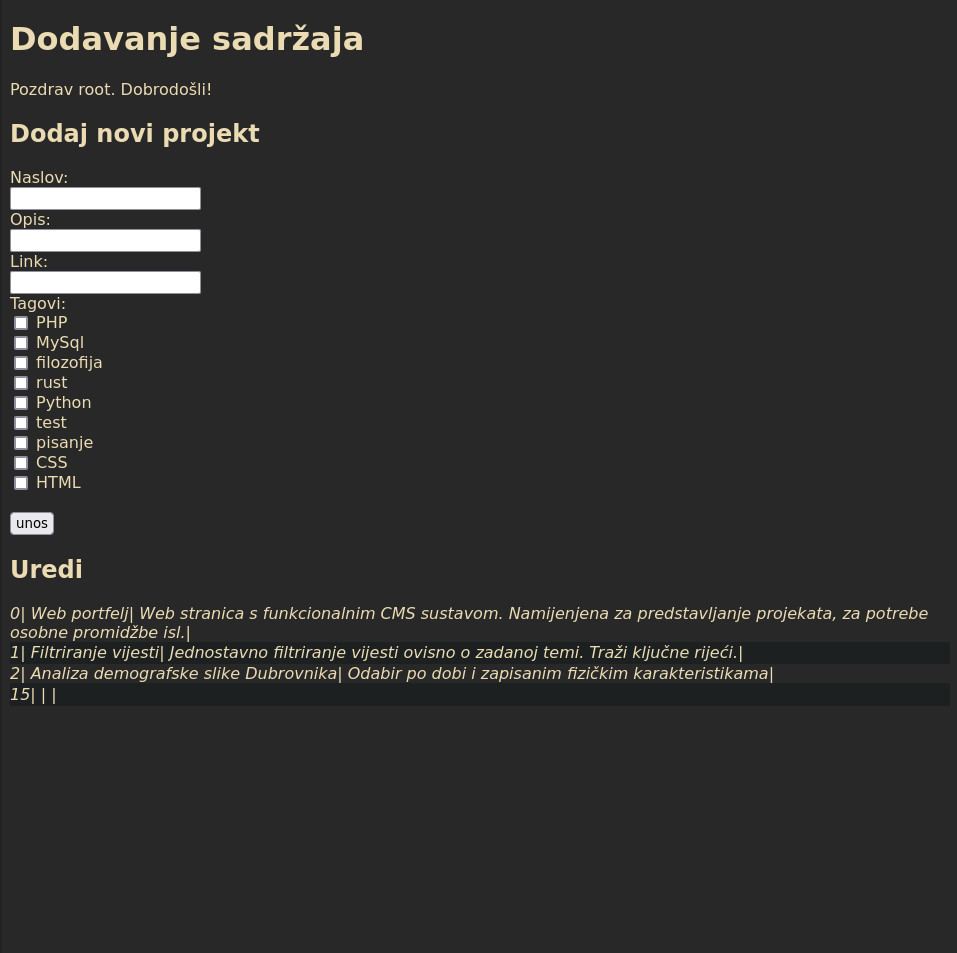 Dodavanje sadržaja
Pozdrav root. Dobrodošli!
Dodaj novi projekt
Naslov:
Opis:
Link:
Tagovi:
PHP
MySql
filozofija
rust
Python
test
pisanje
CSS
HTML
unos
Uredi
0| Web portfelj| Web stranica s funkcionalnim CMS sustavom. Namijenjena za predstavljanje projekata, za potrebe
osobne promidžbe isl.|
1| Filtriranje vijesti| Jednostavno filtriranje vijesti ovisno o zadanoj temi. Traži ključne rijeći.|
2| Analiza demografske slike Dubrovnika| Odabir po dobi i zapisanim fizičkim karakteristikama|
15| | |